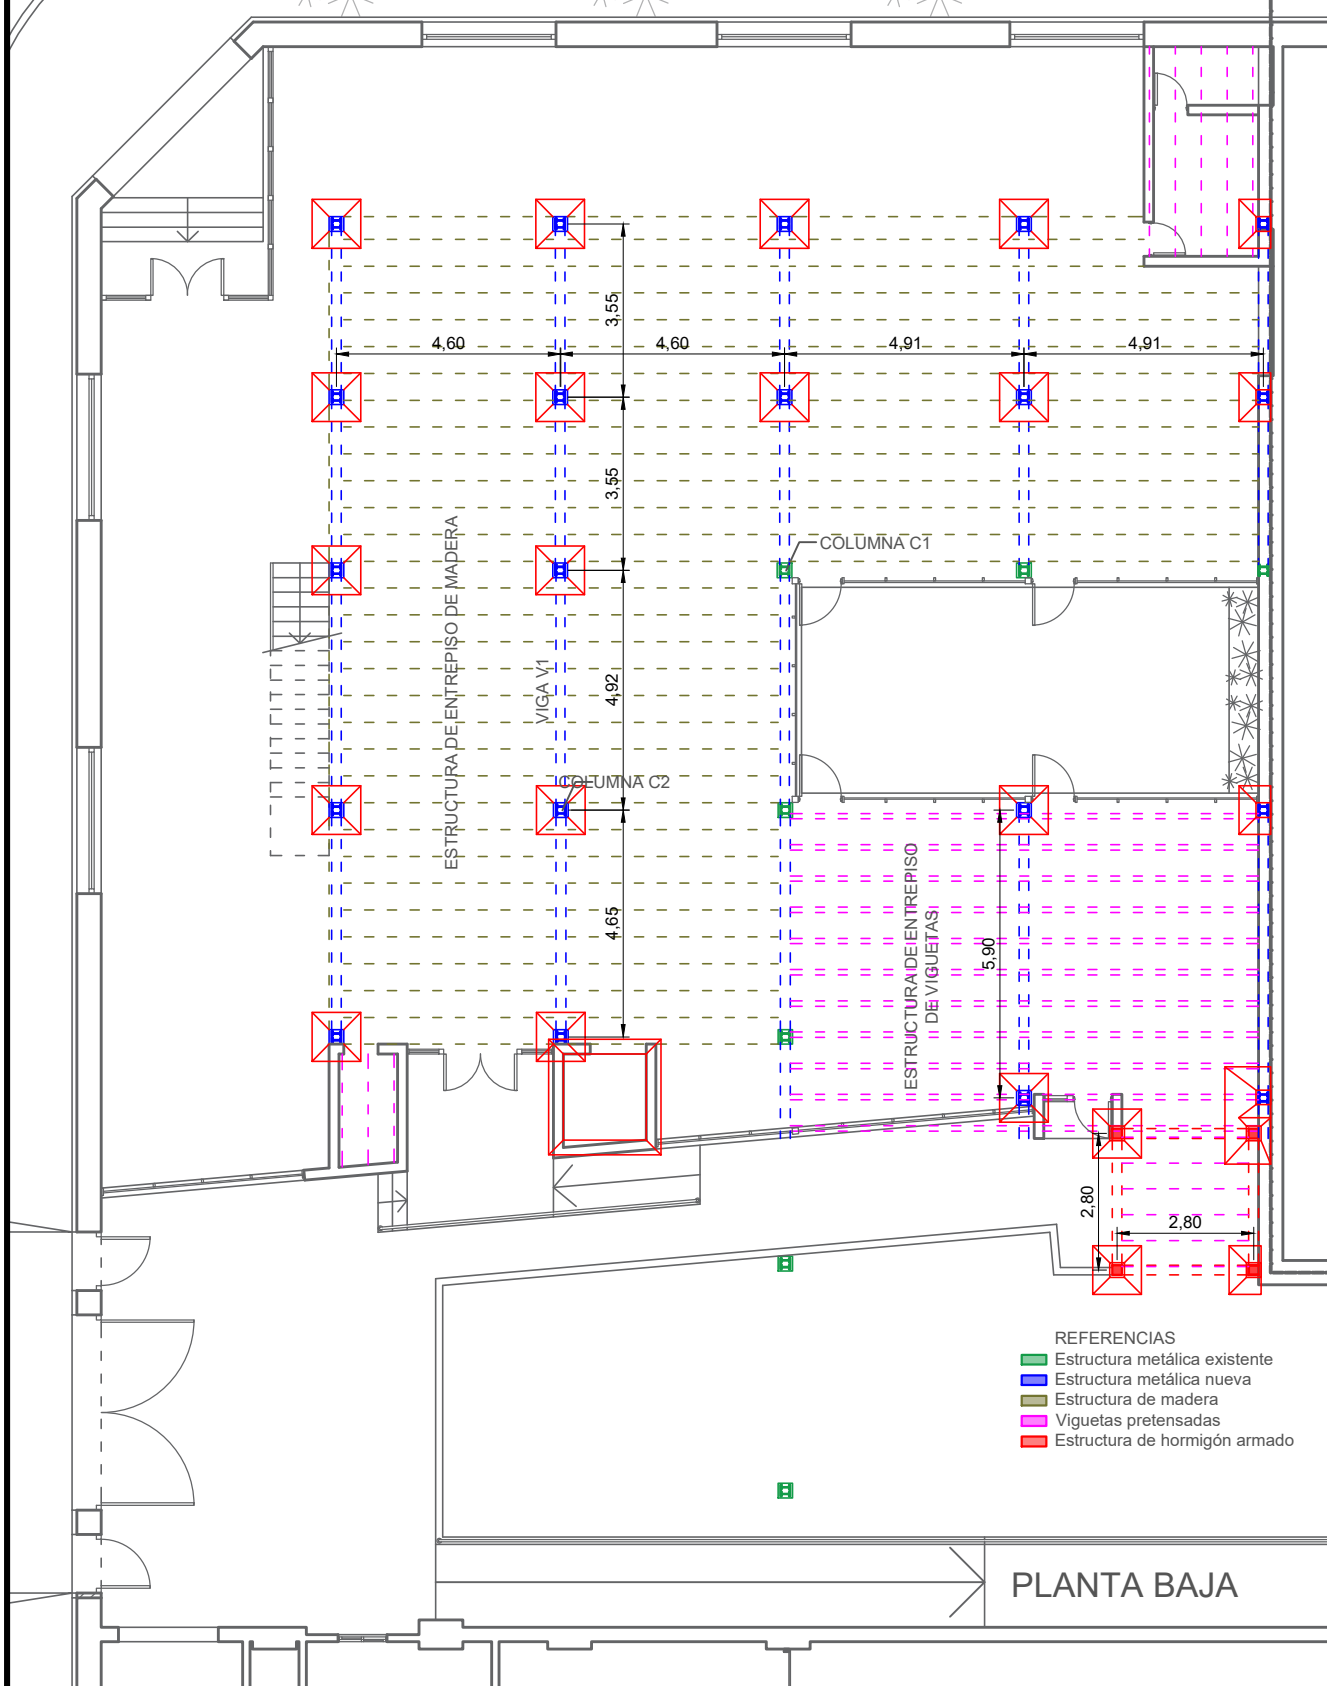 3,55
4,60
4,60
4,91
4,91
3,55
COLUMNA C1
ESTRUCTURA DE ENTREPISO DE MADERA
VIGA V1
4,92
COLUMNA C2
4,65
ESTRUCTURA DE ENTREPISO
DE VIGUETAS
5,90
2,80
2,80
REFERENCIAS
Estructura metálica existente
Estructura metálica nueva
Estructura de madera
Viguetas pretensadas
Estructura de hormigón armado
PLANTA BAJA